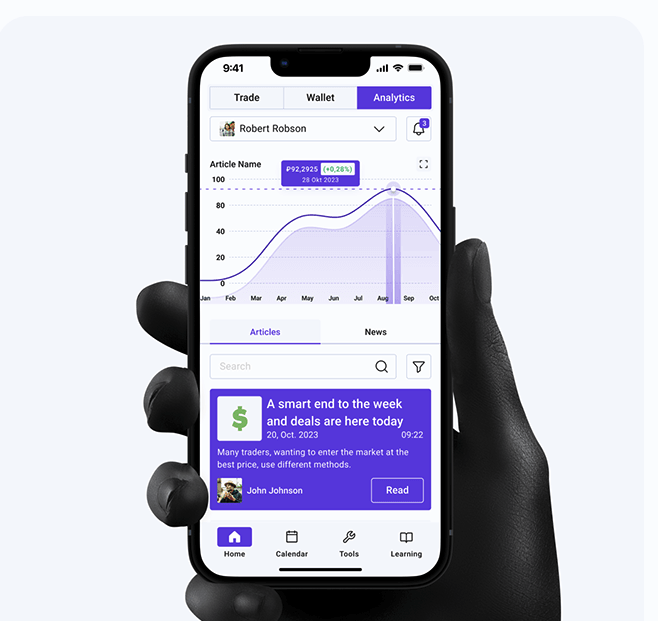 9:41
Trade Wallet Analytics
Robert Robson
3
Article Name
₽92,2925 (+0,28%)
28 Okt 2023
100
80
40
20
0
Jan Feb Mar Apr May Jun Jul Aug Sep Oct
Articles News
Search
A smart end to the week
and deals are here today
20, Oct. 2023 09:22
Many traders, wanting to enter the market at the
best price, use different methods.
John Johnson
Read
Home Calendar Tools Learning